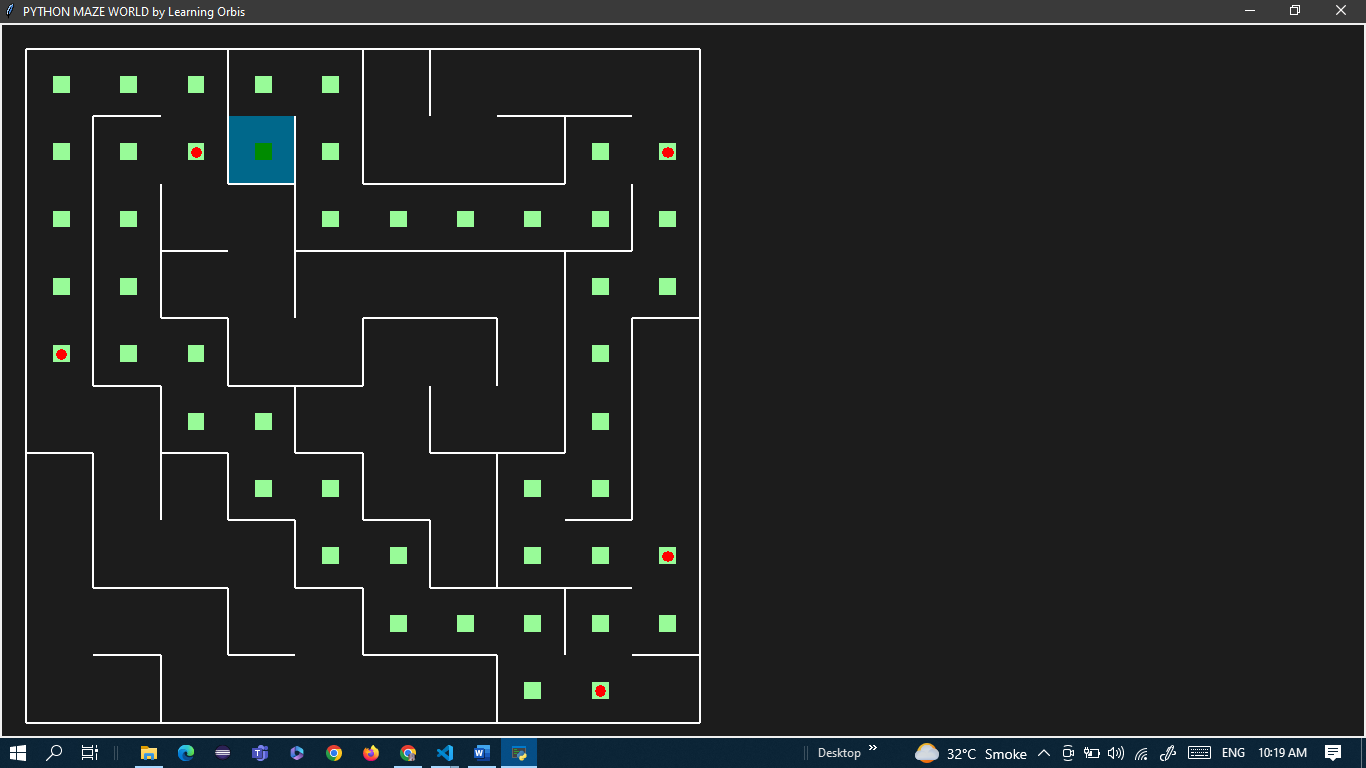 PYTHON MAZE WORLD by Learning Orbis
Desktop
32°C Smoke
ENG
10:19 AM